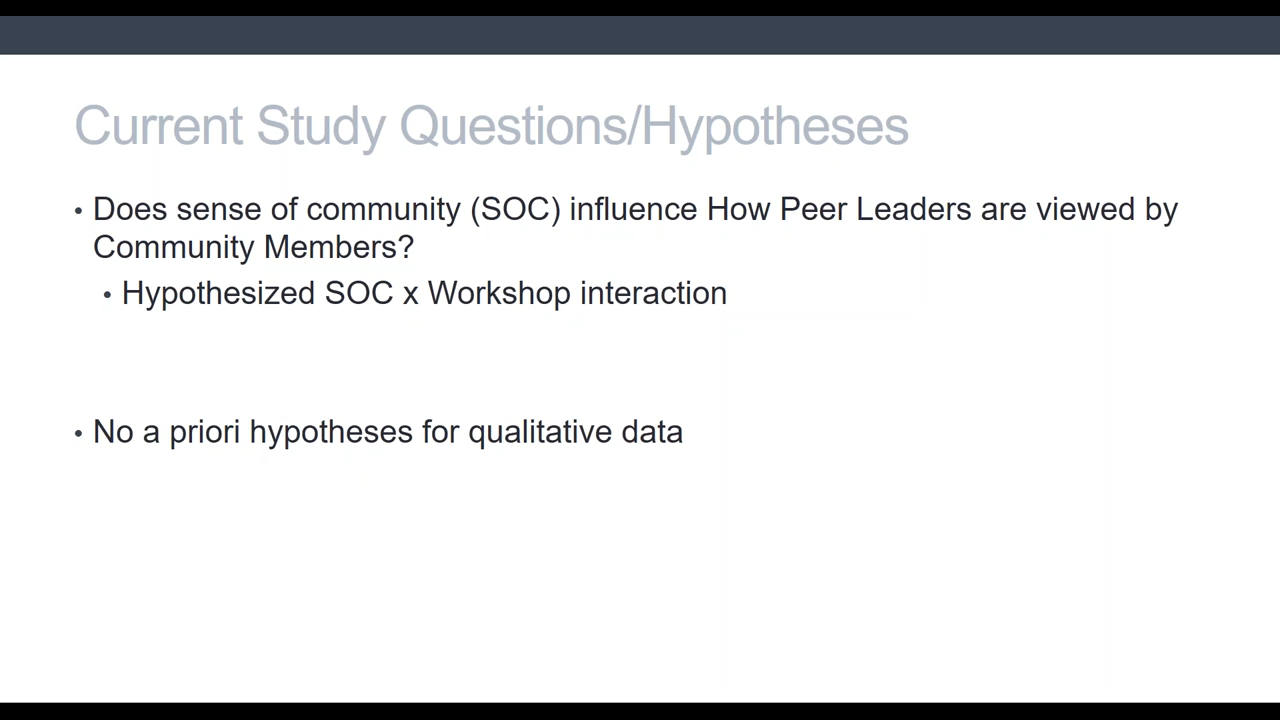 Current Study Questions/Hypotheses
• Does sense of community (SOC) influence How Peer Leaders are viewed by
Community Members?
• Hypothesized SOC x Workshop interaction
• No a priori hypotheses for qualitative data